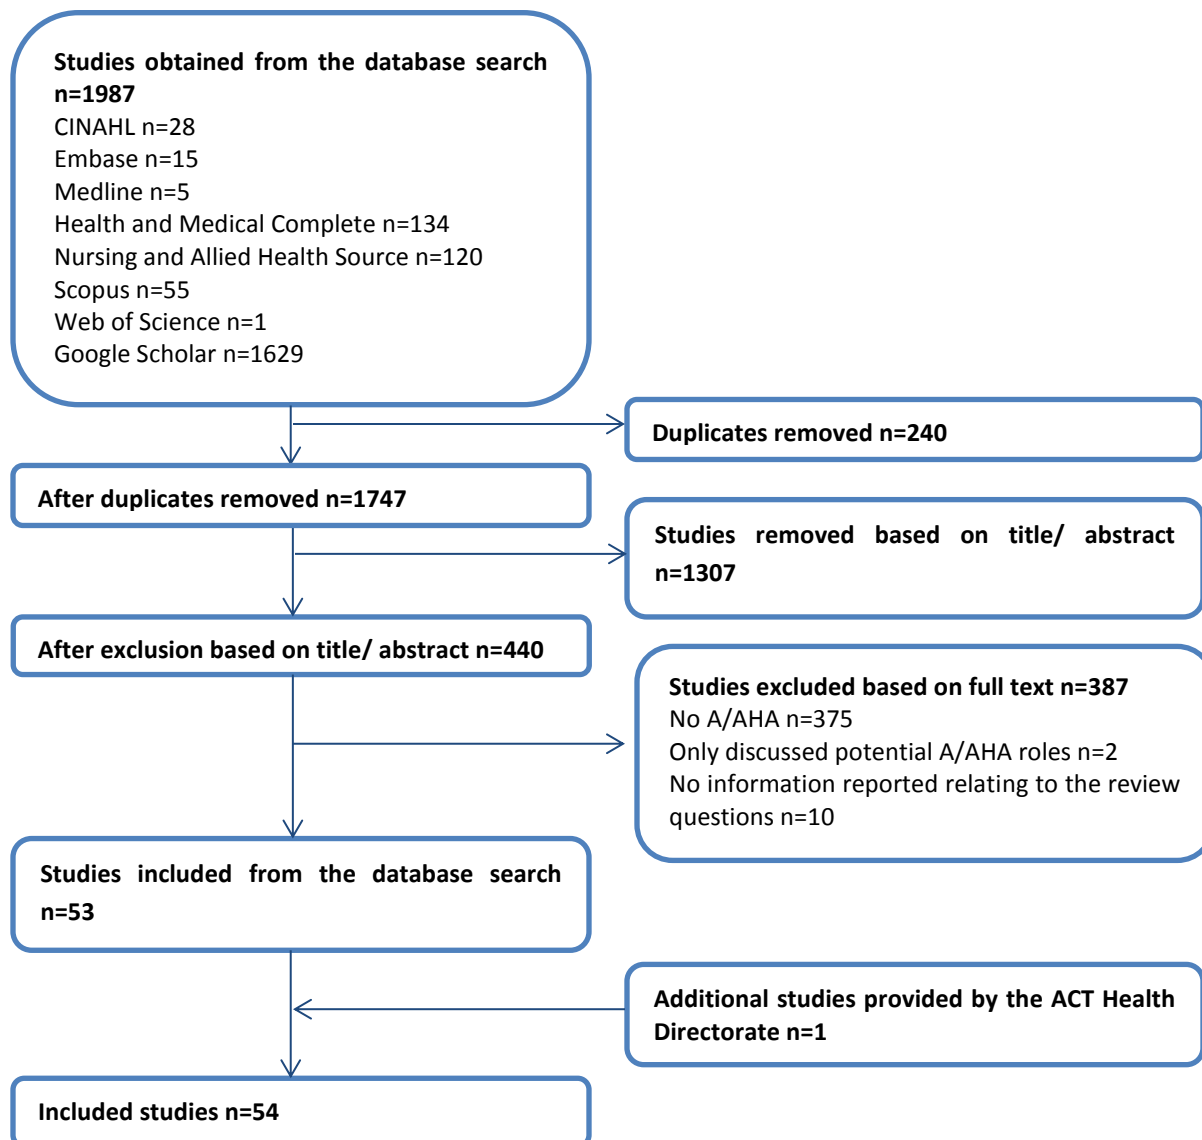 Studies obtained from the database search
n=1987
CINAHL n=28
Embase n=15
Medline n=5
Health and Medical Complete n=134
Nursing and Allied Health Source n=120
Scopus n=55
Web of Science n=1
Google Scholar n=1629
Duplicates removed n=240
After duplicates removed n=1747
Studies removed based on title/ abstract
n=1307
After exclusion based on title/ abstract n=440
Studies excluded based on full text n=387
No A/AHA n=375
Only discussed potential A/AHA roles n=2
No information reported relating to the review
questions n=10
Studies included from the database search
n=53
Additional studies provided by the ACT Health
Directorate n=1
Included studies n=54